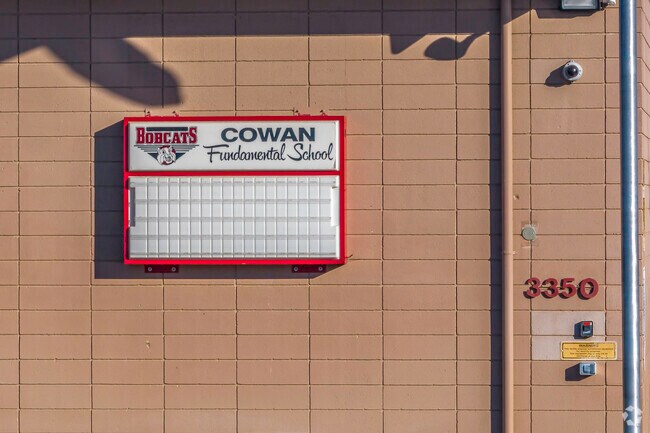 BOBCATS
COWAN
Fundamental School
3350
WARNING